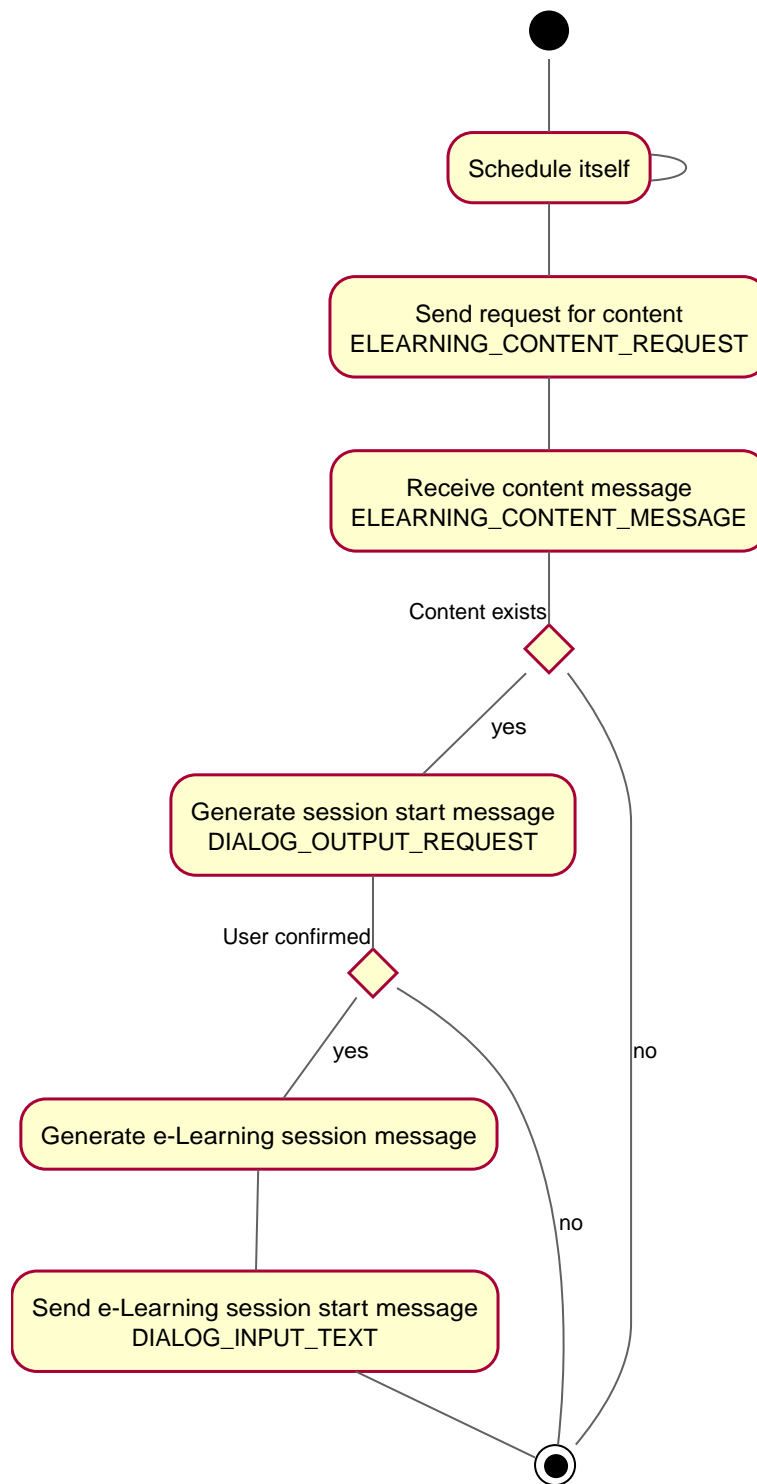 Schedule itself
Send request for content
ELEARNING_CONTENT_REQUEST
Receive content message
ELEARNING_CONTENT_MESSAGE
Content exists
yes
Generate session start message
DIALOG_OUTPUT_REQUEST
User confirmed
yes
no
Generate e-Learning session message
no
Send e-Learning session start message
DIALOG_INPUT_TEXT